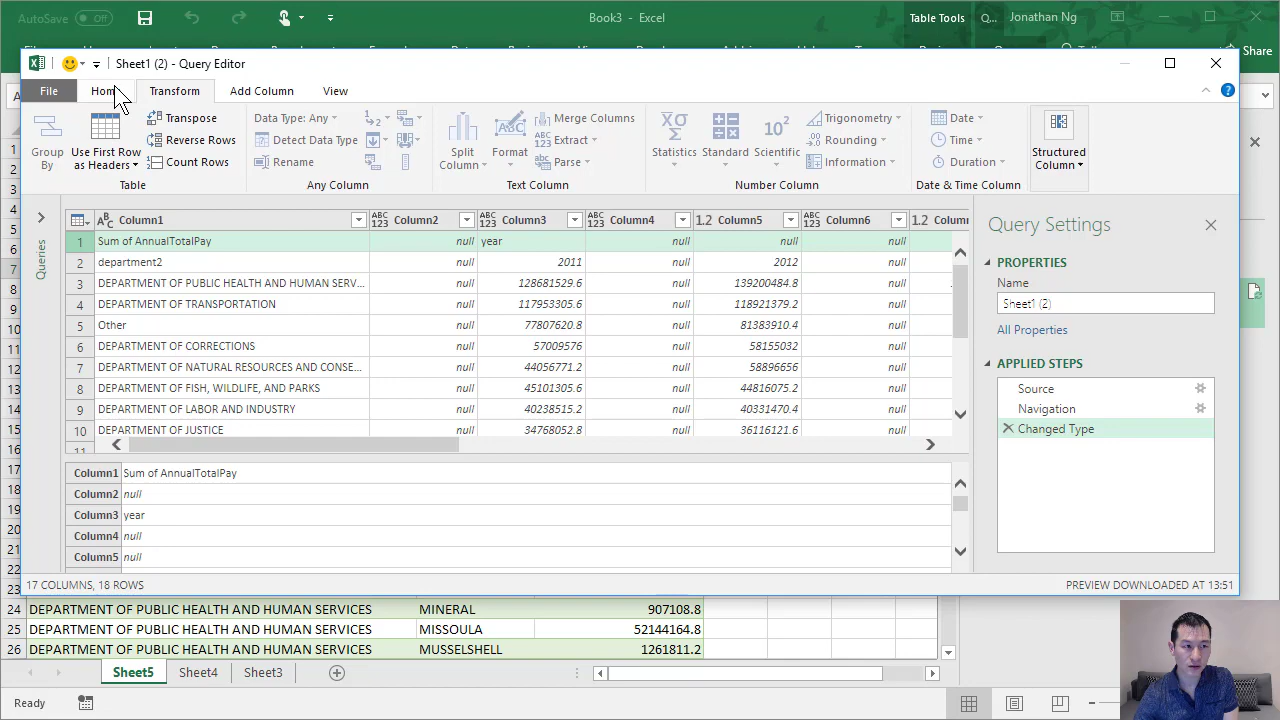 AutoSave Off Book3 - Excel Table Tools Q... Jonathan Ng
Share
Sheet1 (2) - Query Editor
File Home Transform Add Column View
Group By
Use First Row as Headers
Transpose
Reverse Rows
Count Rows
Table
Data Type: Any
Detect Data Type
Rename
Any Column
Split Column
Format
Merge Columns
Extract
Parse
Text Column
Statistics
Standard
Scientific
Trigonometry
Rounding
Information
Number Column
Date
Time
Duration
Date & Time Column
Structured Column
Queries
Column1 Column2 Column3 Column4 1.2 Column5 Column6 1.2 Column
1 Sum of AnnualTotalPay null year null null null
2 department2 null 2011 null 2012 null
3 DEPARTMENT OF PUBLIC HEALTH AND HUMAN SERV... null 128681529.6 null 139200484.8 null
4 DEPARTMENT OF TRANSPORTATION null 117953305.6 null 118921379.2 null
5 Other null 77807620.8 null 81383910.4 null
6 DEPARTMENT OF CORRECTIONS null 57009576 null 58155032 null
7 DEPARTMENT OF NATURAL RESOURCES AND CONSE... null 44056771.2 null 58896656 null
8 DEPARTMENT OF FISH, WILDLIFE, AND PARKS null 45101305.6 null 44816075.2 null
9 DEPARTMENT OF LABOR AND INDUSTRY null 40238515.2 null 40331470.4 null
10 DEPARTMENT OF JUSTICE null 34768052.8 null 36116121.6 null
11
Column1 Sum of AnnualTotalPay
Column2 null
Column3 year
Column4 null
Column5 null
Query Settings
PROPERTIES
Name
Sheet1 (2)
All Properties
APPLIED STEPS
Source
Navigation
Changed Type
17 COLUMNS, 18 ROWS PREVIEW DOWNLOADED AT 13:51
24 DEPARTMENT OF PUBLIC HEALTH AND HUMAN SERVICES MINERAL 907108.8
25 DEPARTMENT OF PUBLIC HEALTH AND HUMAN SERVICES MISSOULA 52144164.8
26 DEPARTMENT OF PUBLIC HEALTH AND HUMAN SERVICES MUSSELSHELL 1261811.2
Sheet5 Sheet4 Sheet3
Ready